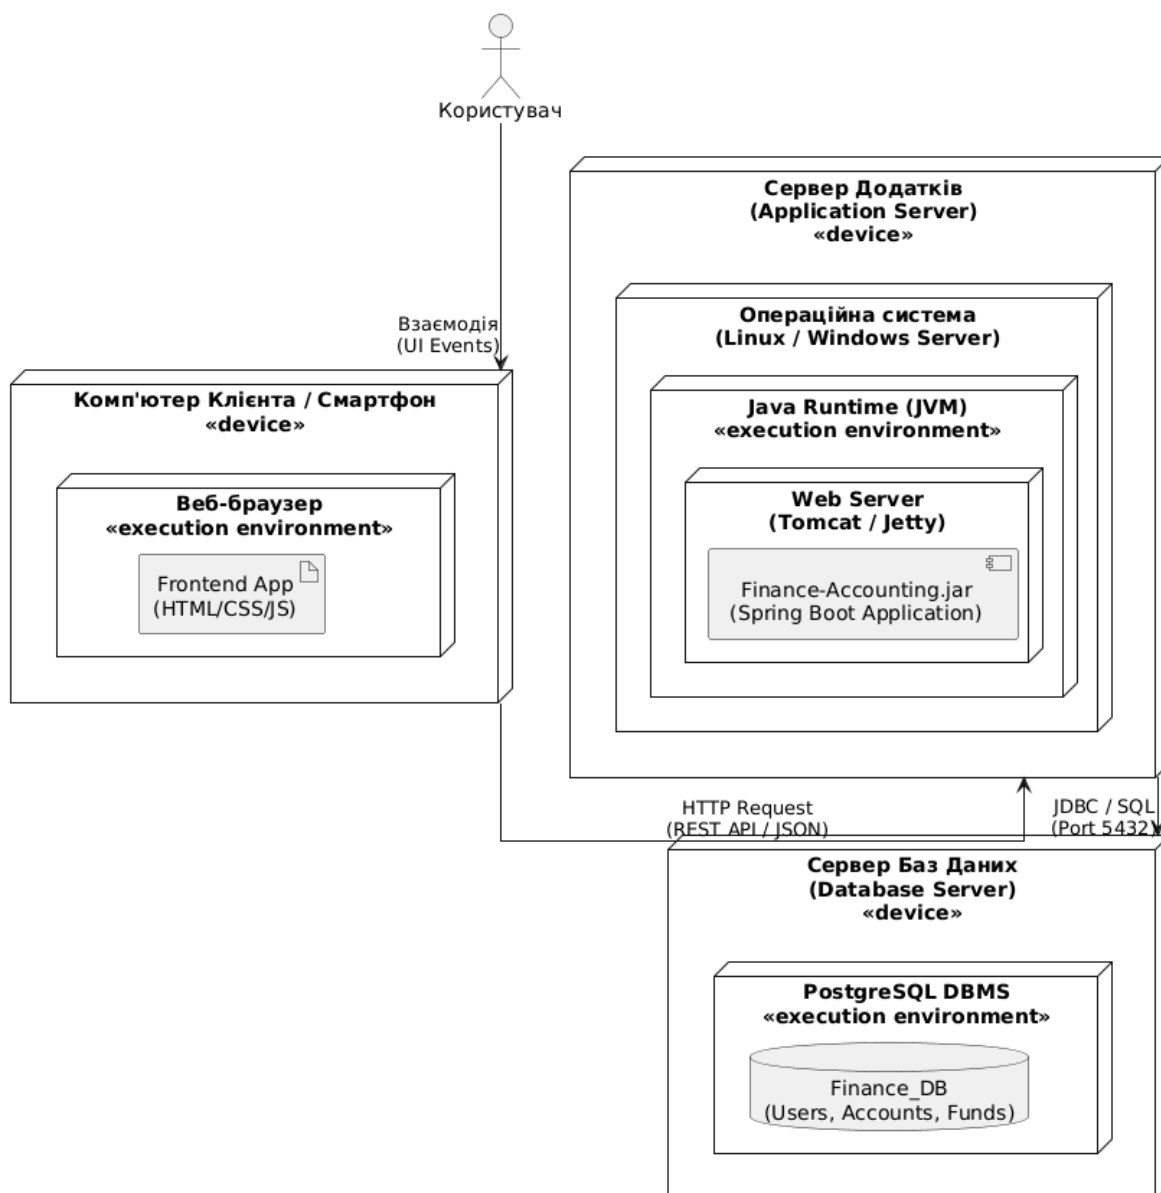 Користувач
Сервер Додатків
(Application Server)
«device»
Операційна система
(Linux / Windows Server)
Взаємодія
(UI Events)
Комп'ютер Клієнта / Смартфон
«device»
Java Runtime (JVM)
«execution environment»
Веб-браузер
«execution environment»
Web Server
(Tomcat / Jetty)
Frontend App
(HTML/CSS/JS)
Finance-Accounting.jar
(Spring Boot Application)
HTTP Request
(REST API / JSON)
JDBC / SQL
(Port 5432)
Сервер Баз Даних
(Database Server)
«device»
PostgreSQL DBMS
«execution environment»
Finance_DB
(Users, Accounts, Funds)